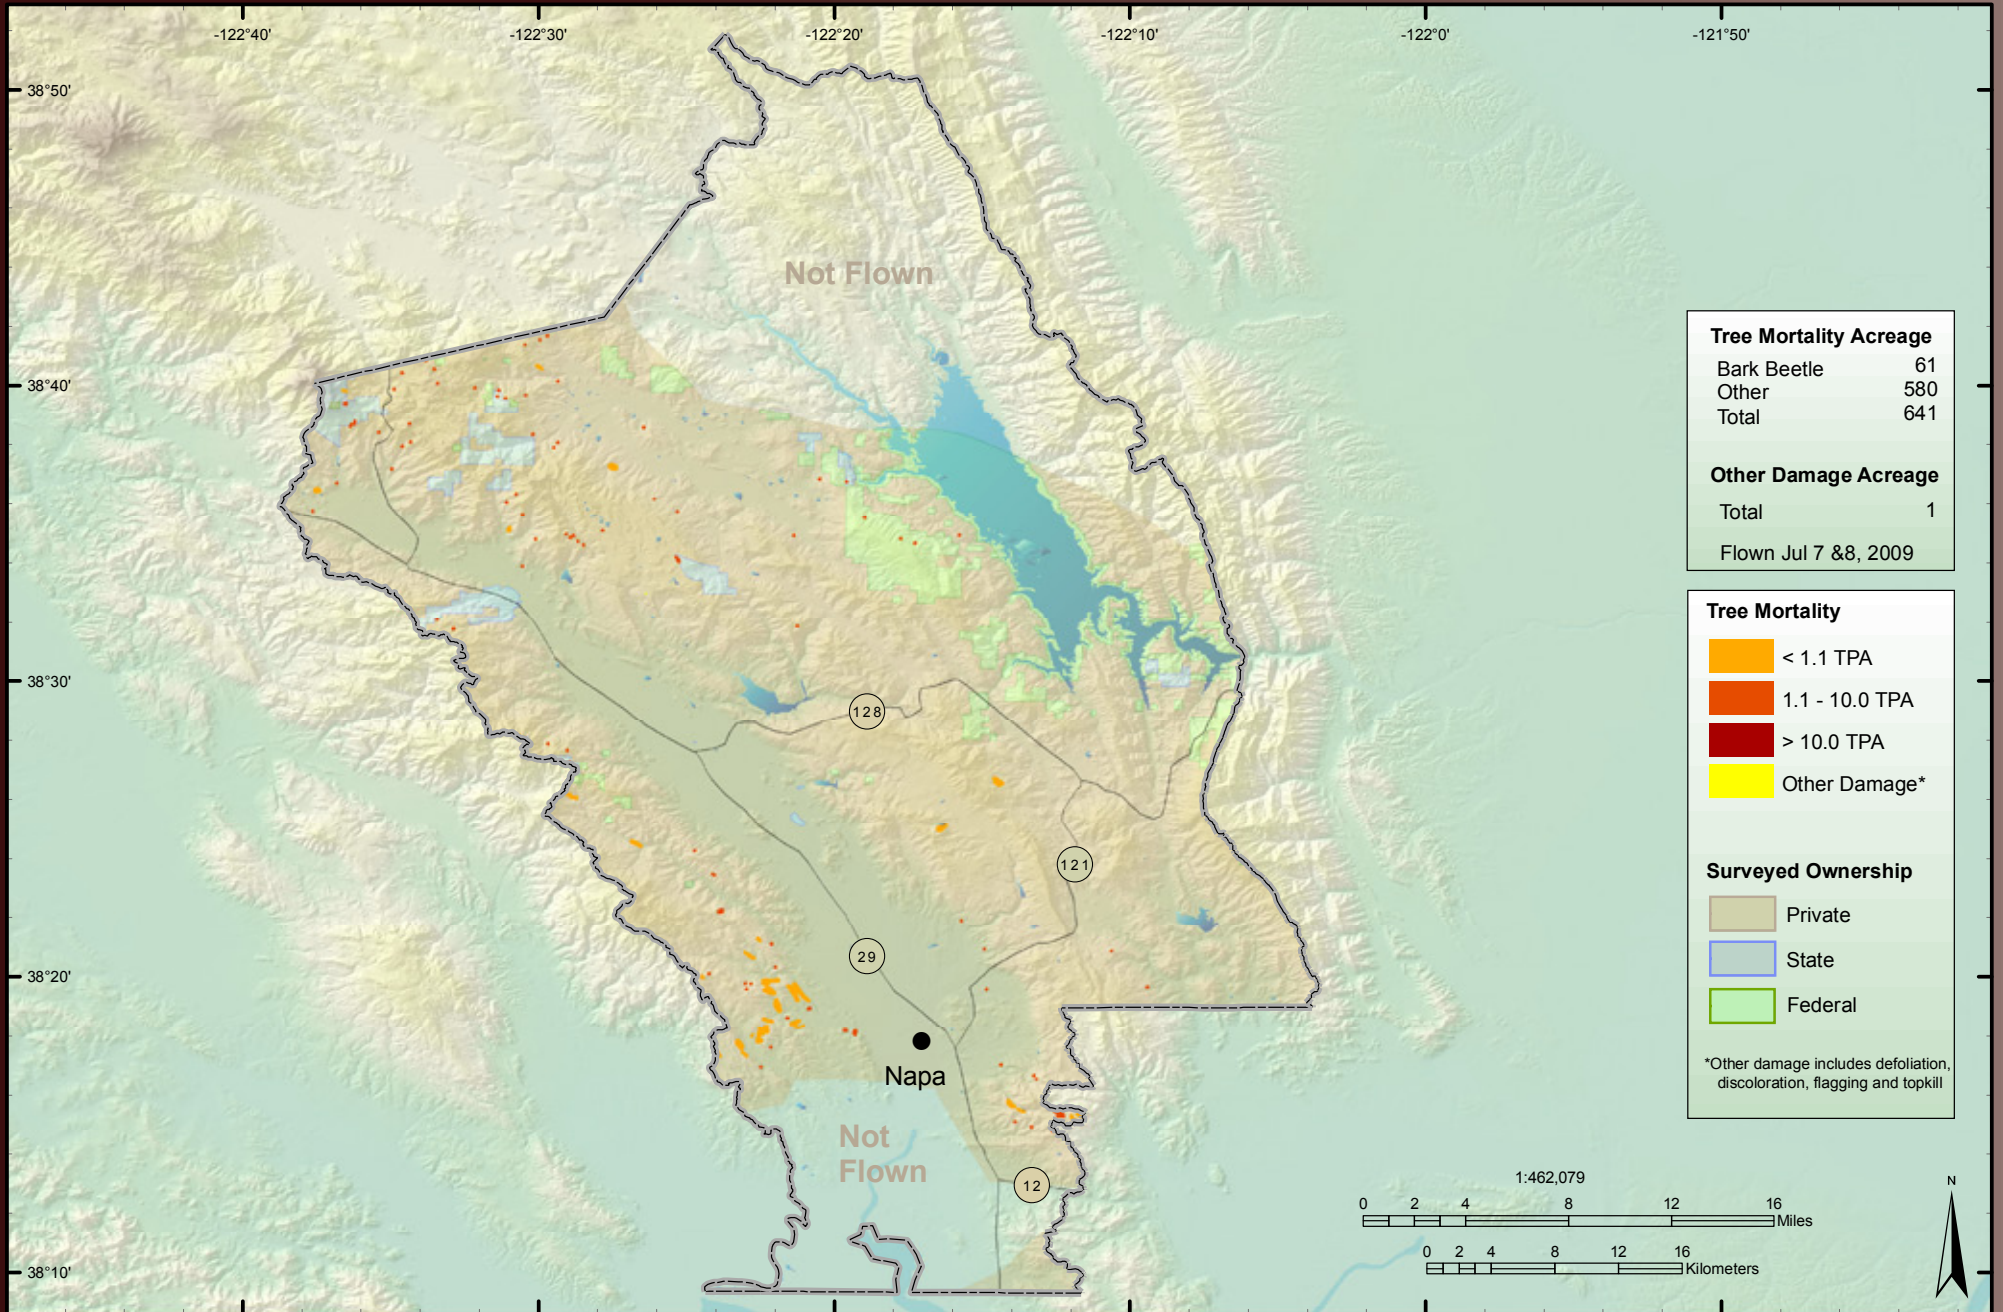 -122°40'
-122°30'
-122°20'
-122°10'
-122°0'
-121°50'
38°50'
38°40'
38°30'
38°20'
38°10'
Not Flown
128
121
29
Napa
Not
Flown
12
Tree Mortality Acreage
Bark Beetle 61
Other 580
Total 641
Other Damage Acreage
Total 1
Flown Jul 7 &8, 2009
Tree Mortality
< 1.1 TPA
1.1 - 10.0 TPA
> 10.0 TPA
Other Damage*
Surveyed Ownership
Private
State
Federal
*Other damage includes defoliation,
discoloration, flagging and topkill
1:462,079
0 2 4 8 12 16
Miles
0 2 4 8 12 16
Kilometers
N